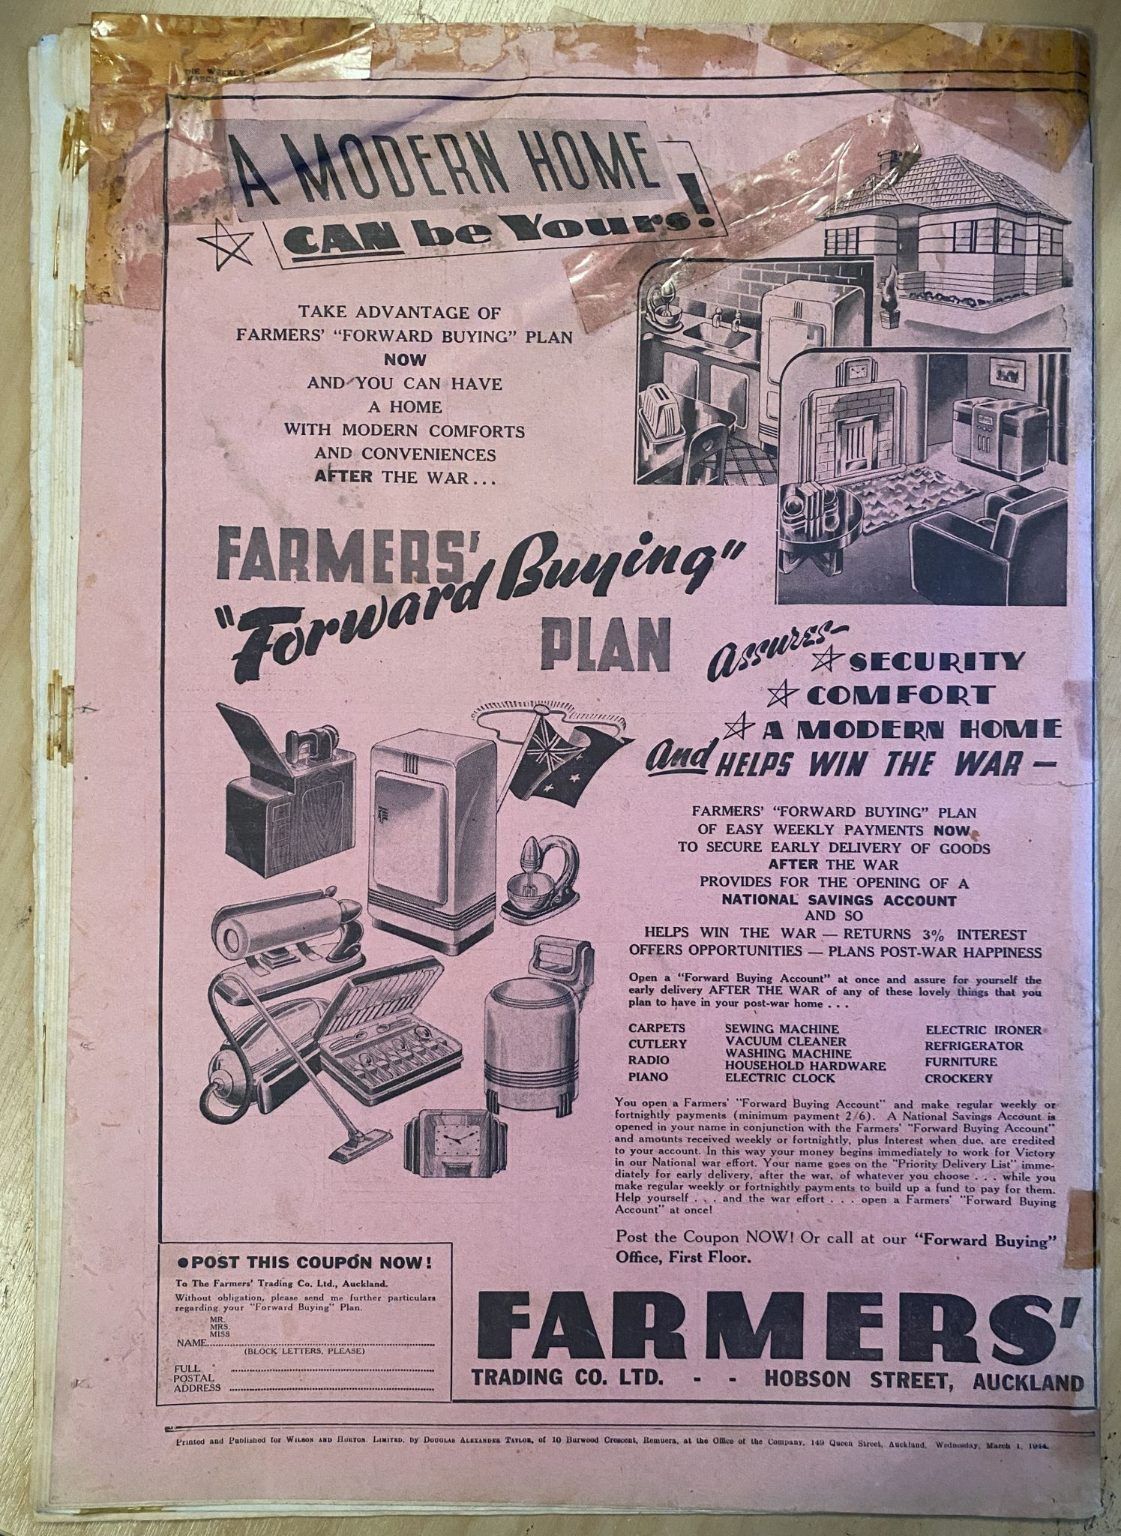 THE WEEKLY
A MODERN HOME
CAN be Yours!
TAKE ADVANTAGE OF
FARMERS' "FORWARD BUYING" PLAN
NOW
AND YOU CAN HAVE
A HOME
WITH MODERN COMFORTS
AND CONVENIENCES
AFTER THE WAR...
FARMERS'
"Forward Buying"
PLAN
Assures—
SECURITY
COMFORT
A MODERN HOME
And HELPS WIN THE WAR —
FARMERS' "FORWARD BUYING" PLAN
OF EASY WEEKLY PAYMENTS NOW
TO SECURE EARLY DELIVERY OF GOODS
AFTER THE WAR
PROVIDES FOR THE OPENING OF A
NATIONAL SAVINGS ACCOUNT
AND SO
HELPS WIN THE WAR — RETURNS 3% INTEREST
OFFERS OPPORTUNITIES — PLANS POST-WAR HAPPINESS
Open a "Forward Buying Account" at once and assure for yourself the
early delivery AFTER THE WAR of any of these lovely things that you
plan to have in your post-war home . . .
CARPETS
CUTLERY
RADIO
PIANO
SEWING MACHINE
VACUUM CLEANER
WASHING MACHINE
HOUSEHOLD HARDWARE
ELECTRIC CLOCK
ELECTRIC IRONER
REFRIGERATOR
FURNITURE
CROCKERY
You open a Farmers' "Forward Buying Account" and make regular weekly or
fortnightly payments (minimum payment 2/6). A National Savings Account is
opened in your name in conjunction with the Farmers' "Forward Buying Account"
and amounts received weekly or fortnightly, plus Interest when due, are credited
to your account. In this way your money begins immediately to work for Victory
in our National war effort. Your name goes on the "Priority Delivery List" imme-
diately for early delivery, after the war, of whatever you choose . . . while you
make regular weekly or fortnightly payments to build up a fund to pay for them.
Help yourself . . . and the war effort . . . open a Farmers' "Forward Buying
Account" at once!
Post the Coupon NOW! Or call at our "Forward Buying"
Office, First Floor.
●POST THIS COUPON NOW!
To The Farmers' Trading Co. Ltd., Auckland.
Without obligation, please send me further particulars
regarding your "Forward Buying" Plan.
MR.
MRS.
MISS
NAME
(BLOCK LETTERS, PLEASE)
FULL
POSTAL
ADDRESS
FARMERS'
TRADING CO. LTD. - - HOBSON STREET, AUCKLAND
Printed and Published for WILSON AND HORTON LIMITED, by DOUGLAS ALEXANDER TAYLOR, of 10 Burwood Crescent, Remuera, at the Office of the Company, 149 Queen Street, Auckland, Wednesday, March 1, 1944.